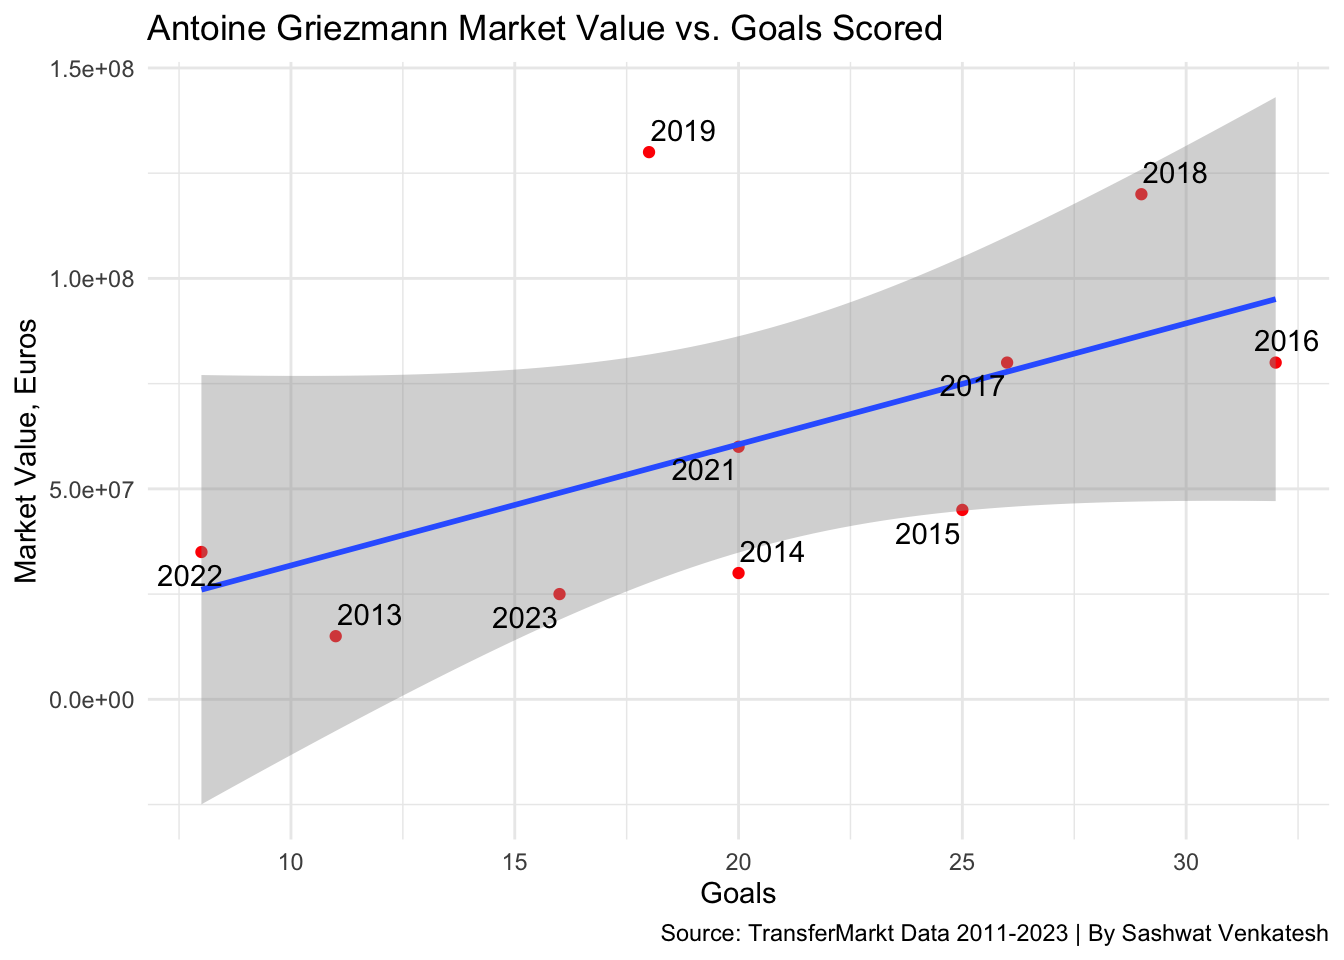 Antoine Griezmann Market Value vs. Goals Scored
1.5e+08
2019
2018
1.0e+08
2016
2017
2021
5.0e+07
2015
2014
2022
2013
2023
0.0e+00
Market Value, Euros
10 15 20 25 30
Goals
Source: TransferMarkt Data 2011-2023 | By Sashwat Venkatesh